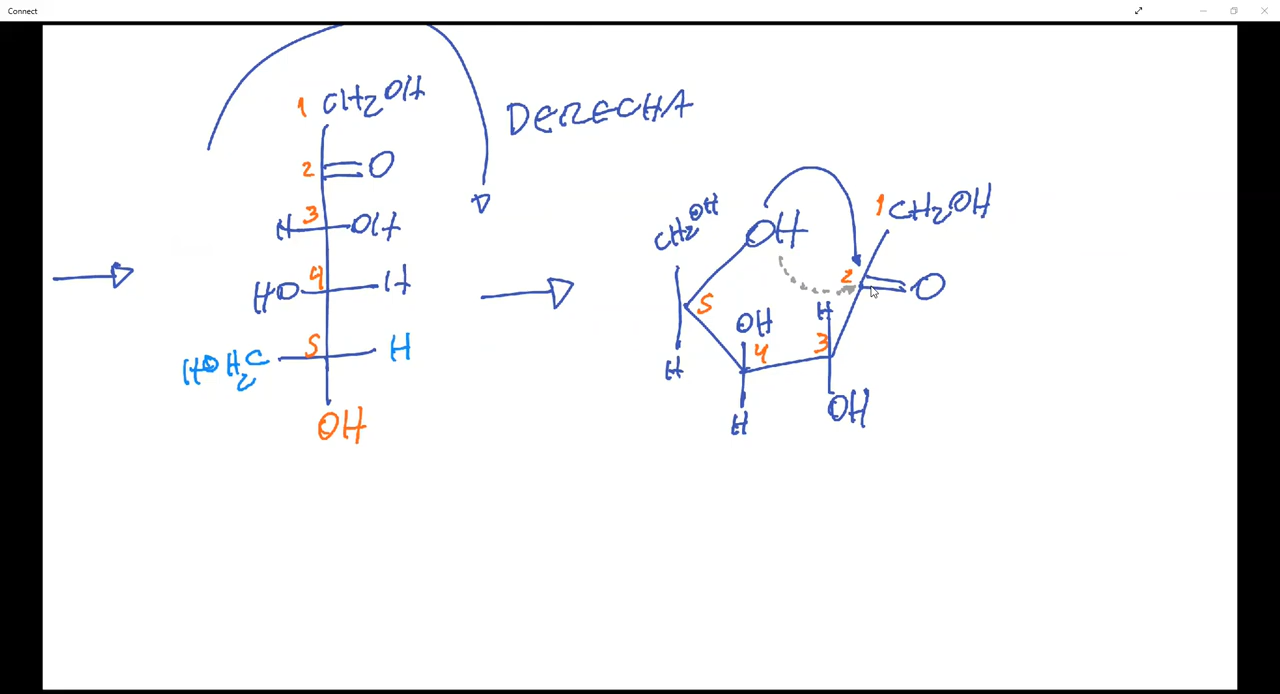 Connect
1 CH2OH
DERECHA
2 O
3
H OH
4
HO H
5
HOH2C H
OH
CH2OH OH 1 CH2OH
2 O
5 H
OH 4 3
H
H OH